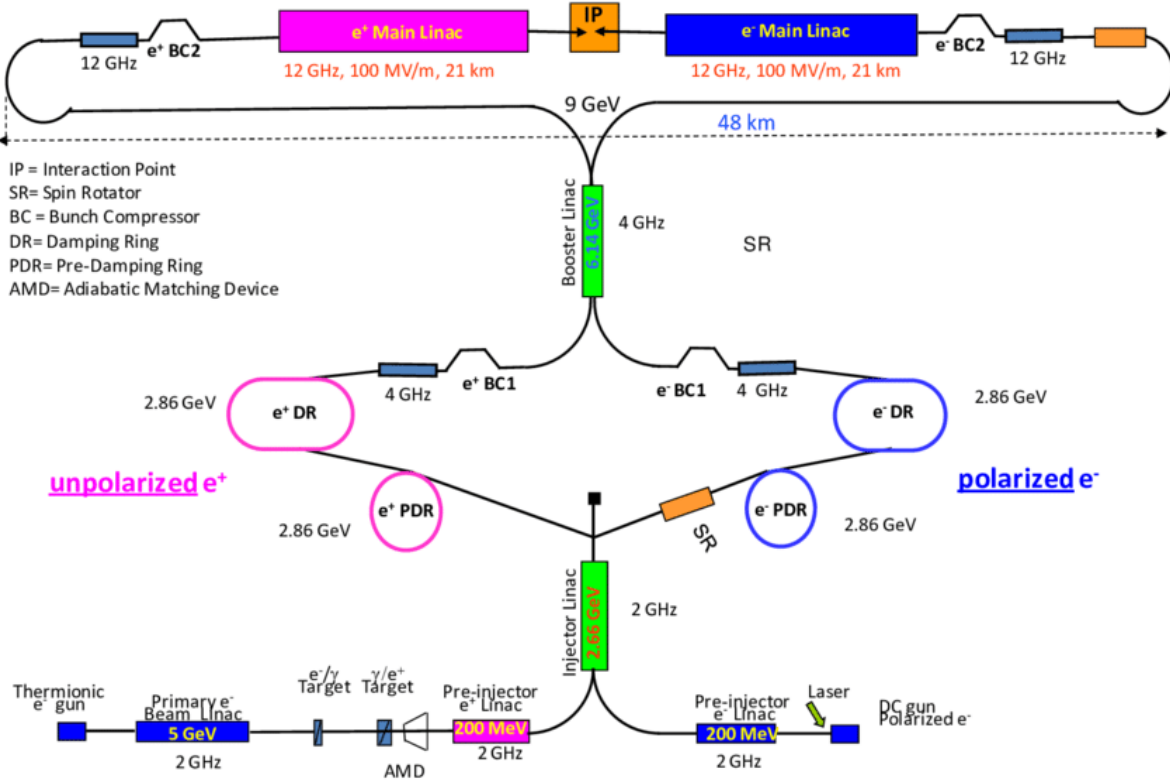 IP
e⁺ Main Linac
e⁻ Main Linac
e⁺ BC2
e⁻ BC2
12 GHz
12 GHz
12 GHz, 100 MV/m, 21 km
12 GHz, 100 MV/m, 21 km
9 GeV
48 km
IP = Interaction Point
SR= Spin Rotator
BC = Bunch Compressor
DR= Damping Ring
PDR= Pre-Damping Ring
AMD= Adiabatic Matching Device
Booster Linac
6.14 GeV
4 GHz
SR
e⁺ BC1
e⁻ BC1
4 GHz
4 GHz
2.86 GeV
e⁺ DR
e⁻ DR
2.86 GeV
unpolarized e⁺
polarized e⁻
e⁺ PDR
e⁻ PDR
SR
2.86 GeV
2.86 GeV
Injector Linac
2.66 GeV
2 GHz
Thermionic
e⁻ gun
Primary e⁻
Beam Linac
5 GeV
2 GHz
e⁻/γ
Target
γ/e⁺
Target
AMD
Pre-injector
e⁺ Linac
200 MeV
2 GHz
Pre-injector
e⁻ Linac
200 MeV
2 GHz
Laser
DC gun
Polarized e⁻